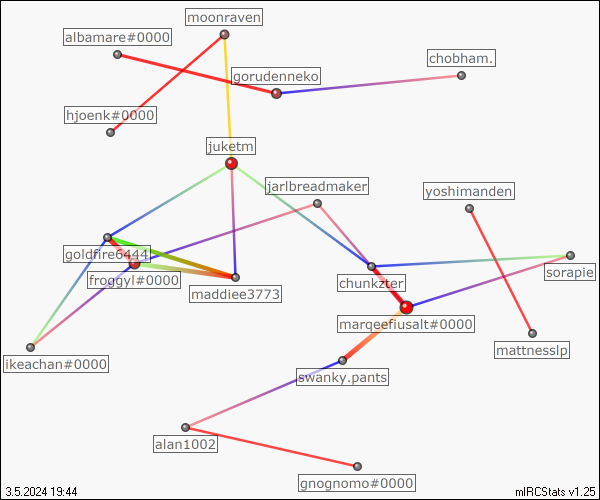 moonraven
albamare#0000
chobham.
gorudenneko
hjoenk#0000
juketm
jarlbreadmaker
yoshimanden
goldfire6444
froggyl#0000
sorapie
chunkzter
maddiee3773
marqeefiusalt#0000
mattnesslp
ikeachan#0000
swanky.pants
alan1002
gnognomo#0000
3.5.2024 19:44
mIRCStats v1.25